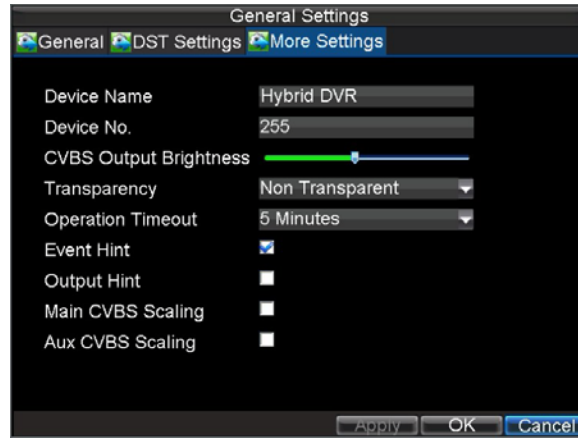 General Settings
General DST Settings More Settings
Device Name Hybrid DVR
Device No. 255
CVBS Output Brightness
Transparency Non Transparent
Operation Timeout 5 Minutes
Event Hint
Output Hint
Main CVBS Scaling
Aux CVBS Scaling
Apply OK Cancel